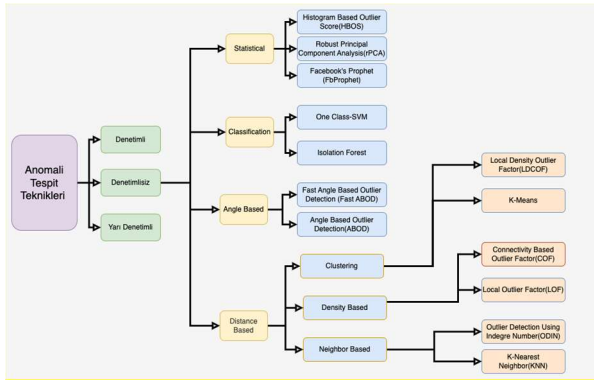 Anomali
Tespit
Teknikleri
Denetimli
Denetimlisiz
Yarı Denetimli
Statistical
Classification
Angle Based
Distance
Based
Histogram Based Outlier
Score(HBOS)
Robust Principal
Component Analysis(rPCA)
Facebook's Prophet
(FbProphet)
One Class-SVM
Isolation Forest
Fast Angle Based Outlier
Detection (Fast ABOD)
Angle Based Outlier
Detection(ABOD)
Clustering
Density Based
Neighbor Based
Local Density Outlier
Factor(LDCOF)
K-Means
Connectivity Based
Outlier Factor(COF)
Local Outlier Factor(LOF)
Outlier Detection Using
Indegre Number(ODIN)
K-Nearest
Neighbor(KNN)